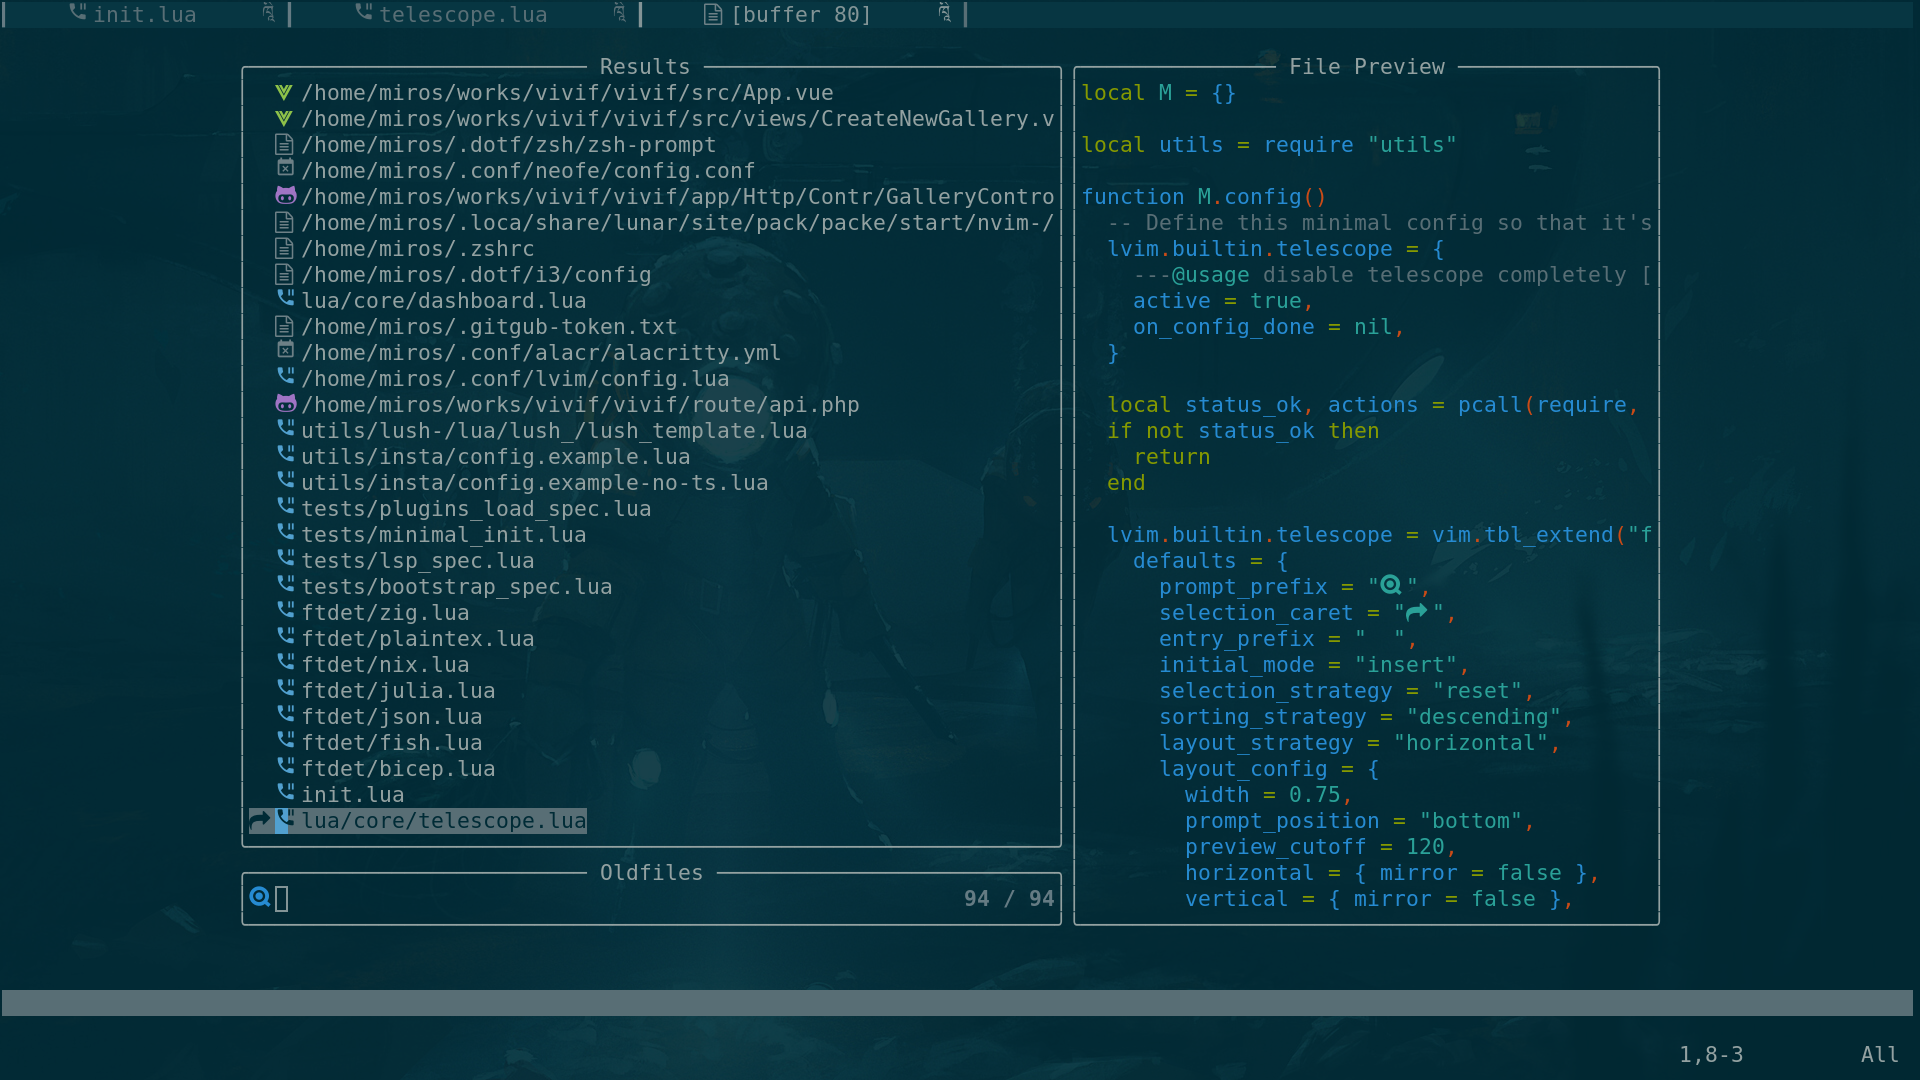 init.lua telescope.lua [buffer 80]
Results
/home/miros/works/vivif/vivif/src/App.vue
/home/miros/works/vivif/vivif/src/views/CreateNewGallery.v
/home/miros/.dotf/zsh/zsh-prompt
/home/miros/.conf/neofe/config.conf
/home/miros/works/vivif/vivif/app/Http/Contr/GalleryContro
/home/miros/.loca/share/lunar/site/pack/packe/start/nvim-/
/home/miros/.zshrc
/home/miros/.dotf/i3/config
lua/core/dashboard.lua
/home/miros/.gitgub-token.txt
/home/miros/.conf/alacr/alacritty.yml
/home/miros/.conf/lvim/config.lua
/home/miros/works/vivif/vivif/route/api.php
utils/lush-/lua/lush_/lush_template.lua
utils/insta/config.example.lua
utils/insta/config.example-no-ts.lua
tests/plugins_load_spec.lua
tests/minimal_init.lua
tests/lsp_spec.lua
tests/bootstrap_spec.lua
ftdet/zig.lua
ftdet/plaintex.lua
ftdet/nix.lua
ftdet/julia.lua
ftdet/json.lua
ftdet/fish.lua
ftdet/bicep.lua
init.lua
lua/core/telescope.lua
Oldfiles
94 / 94
File Preview
local M = {}
local utils = require "utils"
function M.config()
-- Define this minimal config so that it's
lvim.builtin.telescope = {
---@usage disable telescope completely [
active = true,
on_config_done = nil,
}
local status_ok, actions = pcall(require,
if not status_ok then
return
end
lvim.builtin.telescope = vim.tbl_extend("f
defaults = {
prompt_prefix = " ",
selection_caret = " ",
entry_prefix = "  ",
initial_mode = "insert",
selection_strategy = "reset",
sorting_strategy = "descending",
layout_strategy = "horizontal",
layout_config = {
width = 0.75,
prompt_position = "bottom",
preview_cutoff = 120,
horizontal = { mirror = false },
vertical = { mirror = false },
1,8-3 All